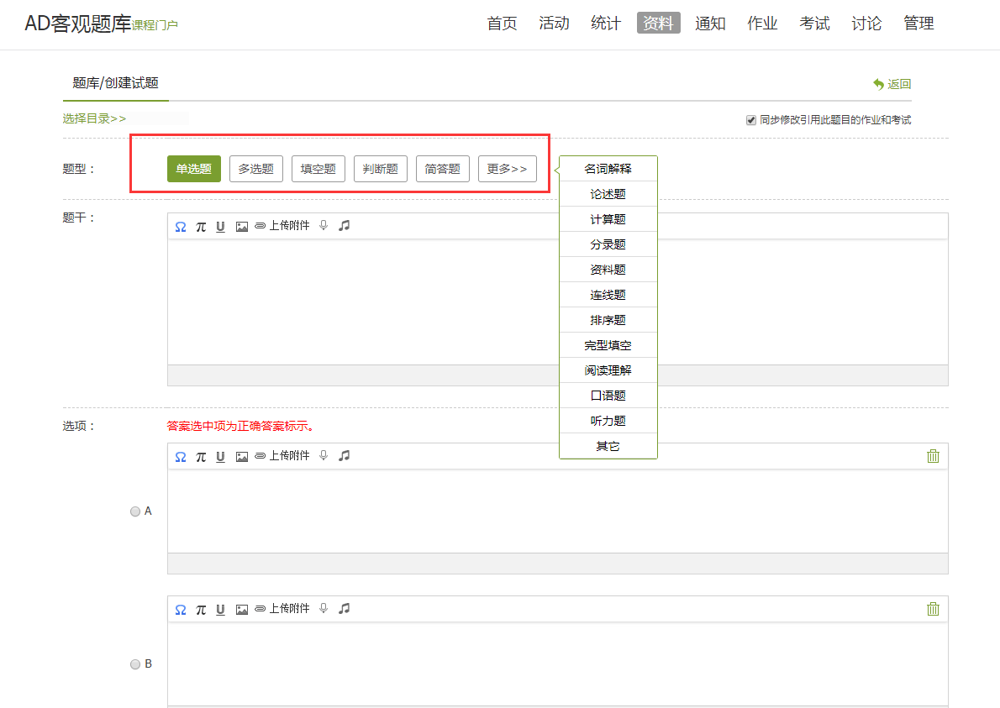 AD客观题库课程门户 首页 活动 统计 资料 通知 作业 考试 讨论 管理
题库/创建试题 返回
选择目录>> 同步修改引用此题目的作业和考试
题型： 单选题 多选题 填空题 判断题 简答题 更多>>
名词解释
论述题
计算题
分录题
资料题
连线题
排序题
完型填空
阅读理解
口语题
听力题
其它
题干：
Ω π U 上传附件
选项： 答案选中项为正确答案标示。
Ω π U 上传附件
A
Ω π U 上传附件
B